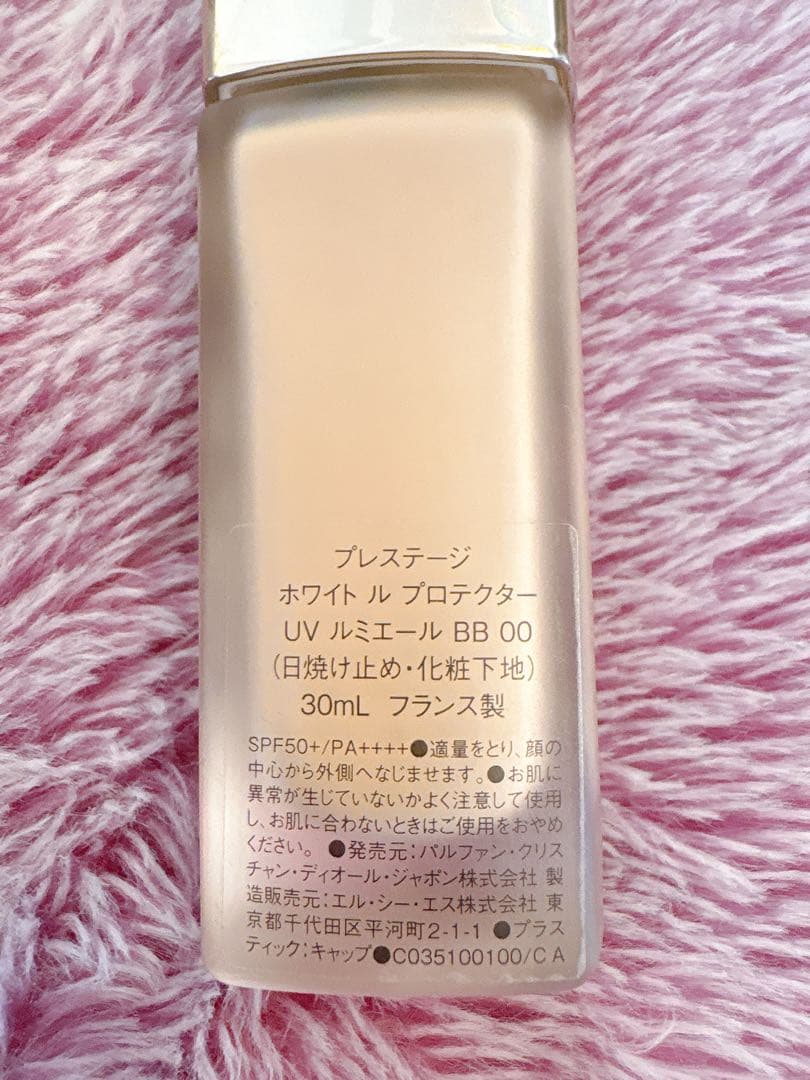 プレステージ
ホワイト ル プロテクター
UV ルミエール BB 00
(日焼け止め・化粧下地)
30mL フランス製
SPF50+/PA++++●適量をとり、顔の
中心から外側へなじませます。●お肌に
異常が生じていないかよく注意して使用
し、お肌に合わないときはご使用をおやめ
ください。 ●発売元:パルファン・クリス
チャン・ディオール・ジャポン株式会社 製
造販売元:エル・シー・エス株式会社 東
京都千代田区平河町2-1-1 ●プラス
ティック:キャップ●C035100100/C A